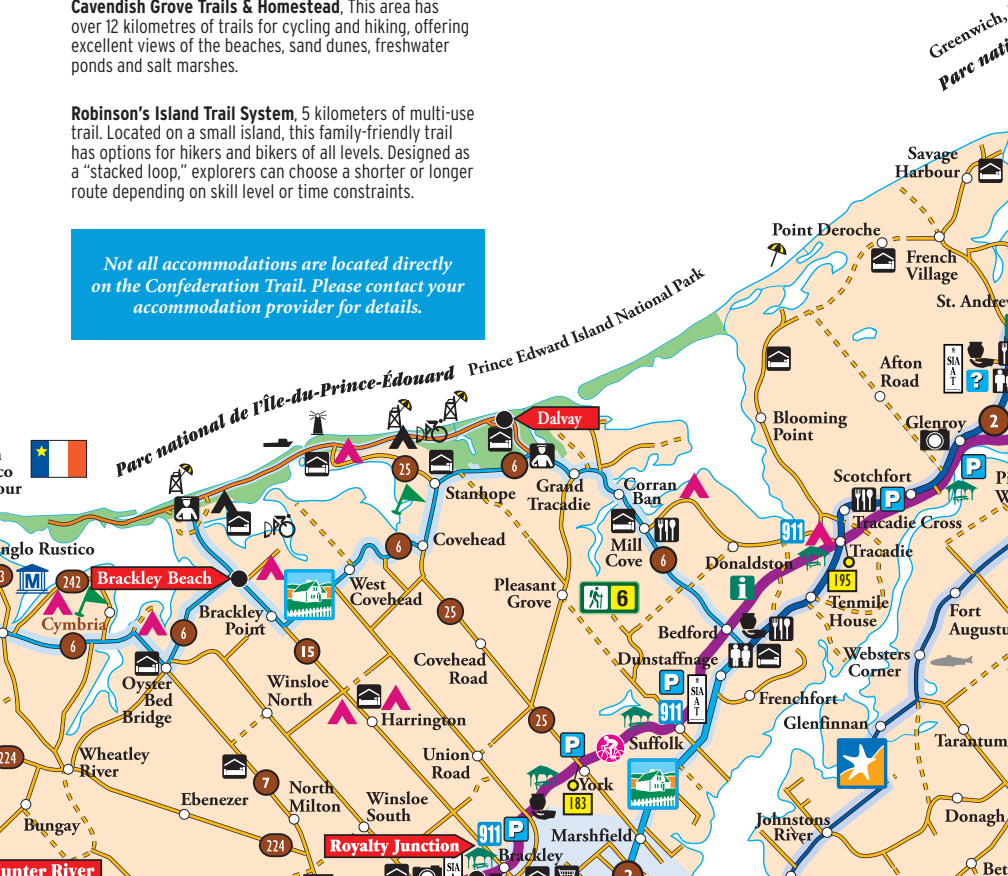 Cavendish Grove Trails & Homestead, This area has
over 12 kilometres of trails for cycling and hiking, offering
excellent views of the beaches, sand dunes, freshwater
ponds and salt marshes.
Robinson's Island Trail System, 5 kilometers of multi-use
trail. Located on a small island, this family-friendly trail
has options for hikers and bikers of all levels. Designed as
a “stacked loop,” explorers can choose a shorter or longer
route depending on skill level or time constraints.
Not all accommodations are located directly
on the Confederation Trail. Please contact your
accommodation provider for details.
Greenwich,
Parc nati
Savage
Harbour
Point Deroche
French
Village
St. Andre
Prince Edward Island National Park
Parc national de l'Île-du-Prince-Édouard
Afton
Road
SIA
AT
?
2
Dalvay
Blooming
Point
Glenroy
P
25
6
Stanhope
Grand
Tracadie
Corran
Ban
Scotchfort
P
Tracadie Cross
911
Tracadie
nglo Rustico
6
Covehead
Mill
Cove
6
Donaldston
195
Tenmile
House
M
242
Brackley Beach
West
Covehead
Pleasant
Grove
6
i
Fort
Augustu
Cymbria
6
6
Brackley
Point
25
Bedford
15
Covehead
Road
Dunstaffnage
Websters
Corner
Oyster
Bed
Bridge
Winsloe
North
P
SIA
T
911
Frenchfort
Harrington
25
Glenfinnan
224
Wheatley
River
Union
Road
P
Suffolk
Tarantum
7
North
Milton
York
183
Ebenezer
Winsloe
South
Bungay
911
P
Marshfield
Johnstons
River
Donagh
224
Royalty Junction
Brackley
SIA
2
unter River
Bet